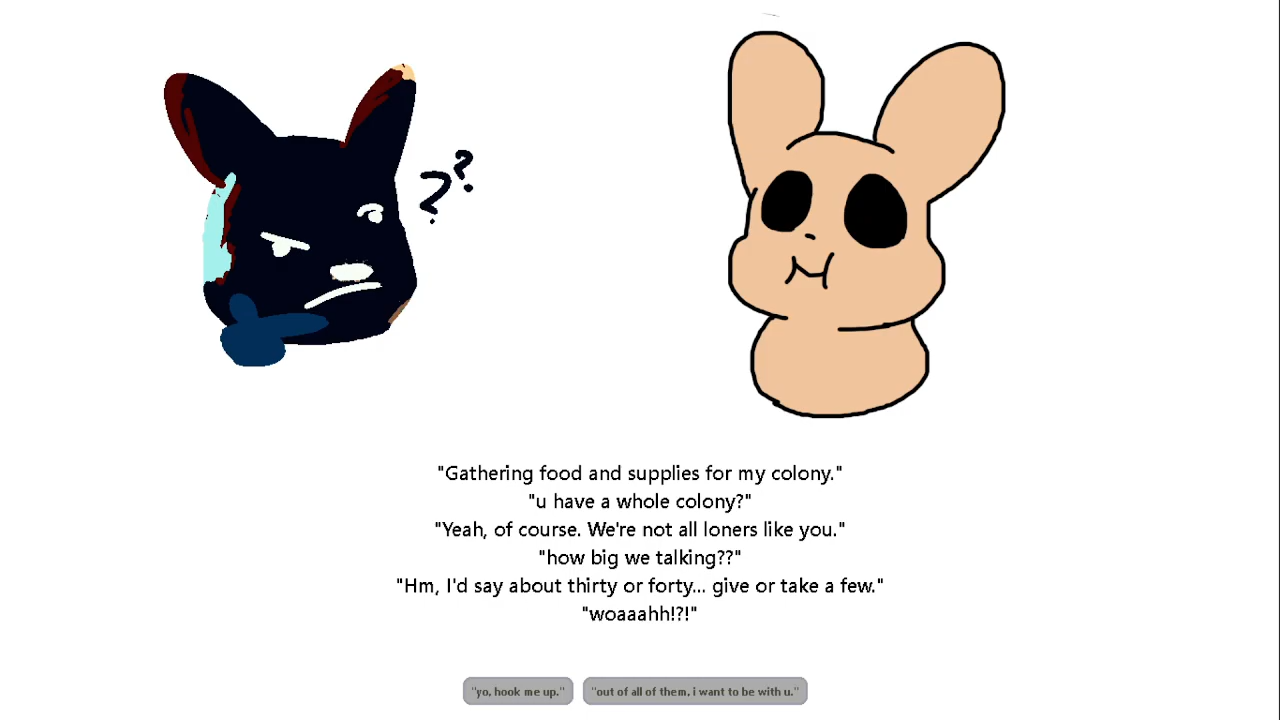 ? ?
"Gathering food and supplies for my colony."
"u have a whole colony?"
"Yeah, of course. We're not all loners like you."
"how big we talking??"
"Hm, I'd say about thirty or forty... give or take a few."
"woaaahh!?!"
"yo, hook me up."
"out of all of them, i want to be with u."